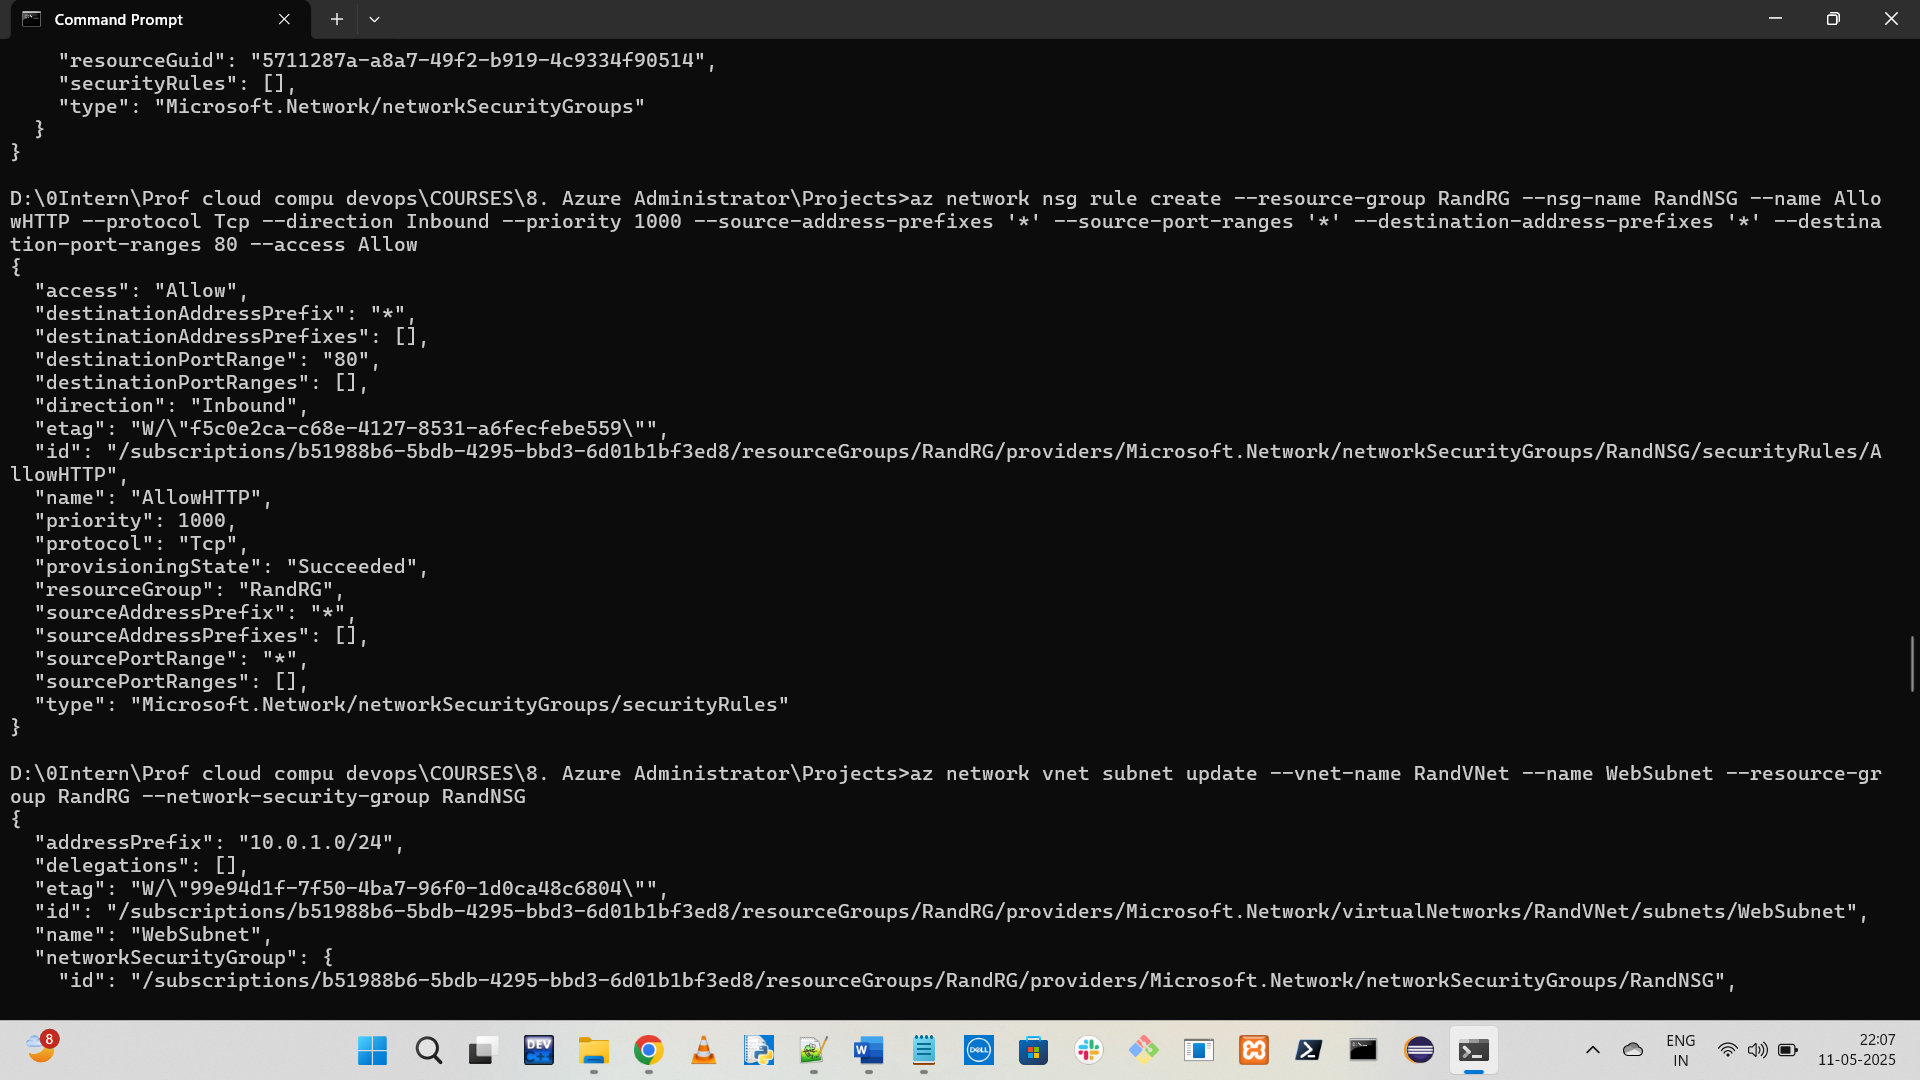 Command Prompt
    "resourceGuid": "5711287a-a8a7-49f2-b919-4c9334f90514",
    "securityRules": [],
    "type": "Microsoft.Network/networkSecurityGroups"
  }
}
D:\0Intern\Prof cloud compu devops\COURSES\8. Azure Administrator\Projects>az network nsg rule create --resource-group RandRG --nsg-name RandNSG --name Allo
wHTTP --protocol Tcp --direction Inbound --priority 1000 --source-address-prefixes '*' --source-port-ranges '*' --destination-address-prefixes '*' --destina
tion-port-ranges 80 --access Allow
{
  "access": "Allow",
  "destinationAddressPrefix": "*",
  "destinationAddressPrefixes": [],
  "destinationPortRange": "80",
  "destinationPortRanges": [],
  "direction": "Inbound",
  "etag": "W/\"f5c0e2ca-c68e-4127-8531-a6fecfebe559\"",
  "id": "/subscriptions/b51988b6-5bdb-4295-bbd3-6d01b1bf3ed8/resourceGroups/RandRG/providers/Microsoft.Network/networkSecurityGroups/RandNSG/securityRules/A
llowHTTP",
  "name": "AllowHTTP",
  "priority": 1000,
  "protocol": "Tcp",
  "provisioningState": "Succeeded",
  "resourceGroup": "RandRG",
  "sourceAddressPrefix": "*",
  "sourceAddressPrefixes": [],
  "sourcePortRange": "*",
  "sourcePortRanges": [],
  "type": "Microsoft.Network/networkSecurityGroups/securityRules"
}
D:\0Intern\Prof cloud compu devops\COURSES\8. Azure Administrator\Projects>az network vnet subnet update --vnet-name RandVNet --name WebSubnet --resource-gr
oup RandRG --network-security-group RandNSG
{
  "addressPrefix": "10.0.1.0/24",
  "delegations": [],
  "etag": "W/\"99e94d1f-7f50-4ba7-96f0-1d0ca48c6804\"",
  "id": "/subscriptions/b51988b6-5bdb-4295-bbd3-6d01b1bf3ed8/resourceGroups/RandRG/providers/Microsoft.Network/virtualNetworks/RandVNet/subnets/WebSubnet",
  "name": "WebSubnet",
  "networkSecurityGroup": {
    "id": "/subscriptions/b51988b6-5bdb-4295-bbd3-6d01b1bf3ed8/resourceGroups/RandRG/providers/Microsoft.Network/networkSecurityGroups/RandNSG",
8
DEV
C++
W
DELL
ENG
IN
22:07
11-05-2025